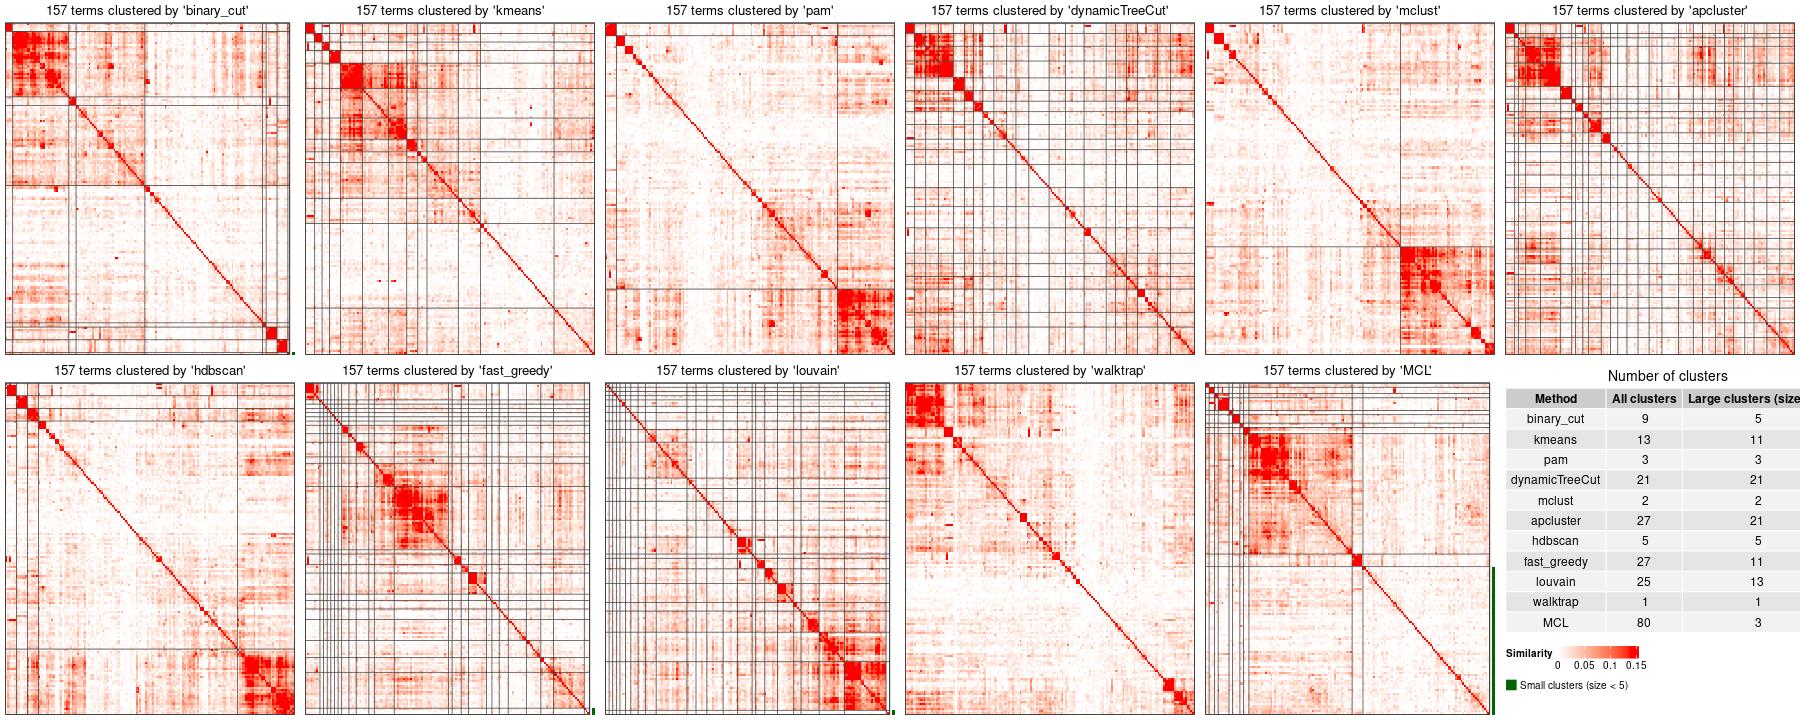 157 terms clustered by 'binary_cut'
157 terms clustered by 'kmeans'
157 terms clustered by 'pam'
157 terms clustered by 'dynamicTreeCut'
157 terms clustered by 'mclust'
157 terms clustered by 'apcluster'
157 terms clustered by 'hdbscan'
157 terms clustered by 'fast_greedy'
157 terms clustered by 'louvain'
157 terms clustered by 'walktrap'
157 terms clustered by 'MCL'
Number of clusters
Method All clusters Large clusters (size
binary_cut 9 5
kmeans 13 11
pam 3 3
dynamicTreeCut 21 21
mclust 2 2
apcluster 27 21
hdbscan 5 5
fast_greedy 27 11
louvain 25 13
walktrap 1 1
MCL 80 3
Similarity
0 0.05 0.1 0.15
Small clusters (size < 5)